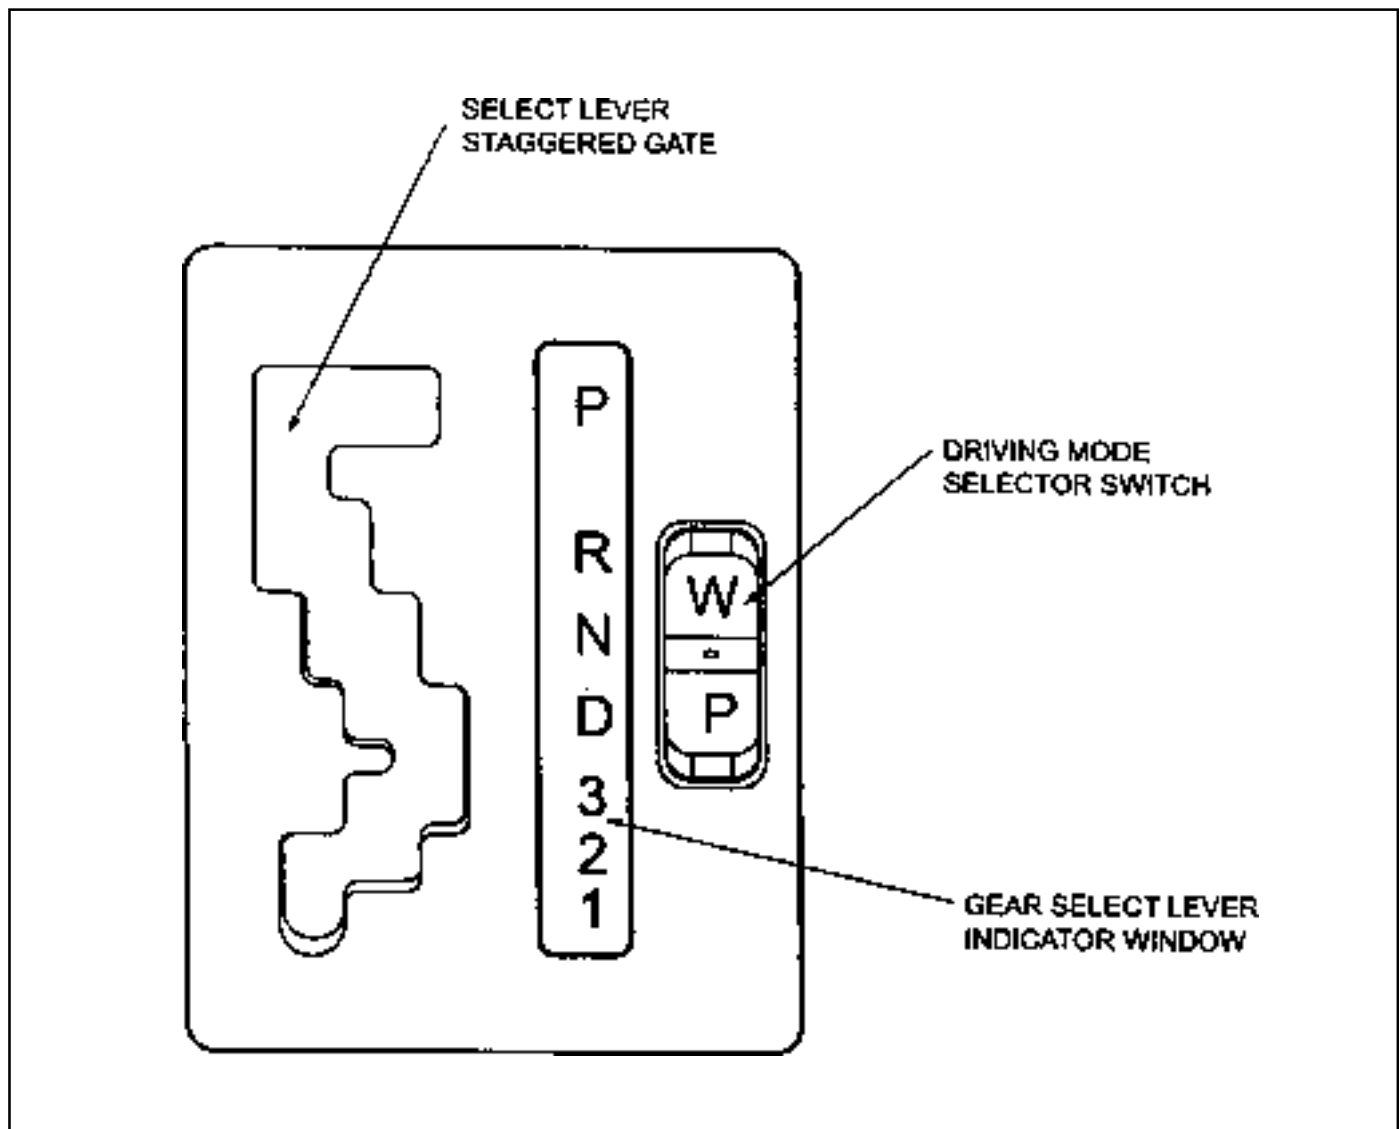 SELECT LEVER
STAGGERED GATE
P
R
N
D
3
2
1
W
P
DRIVING MODE
SELECTOR SWITCH
GEAR SELECT LEVER
INDICATOR WINDOW